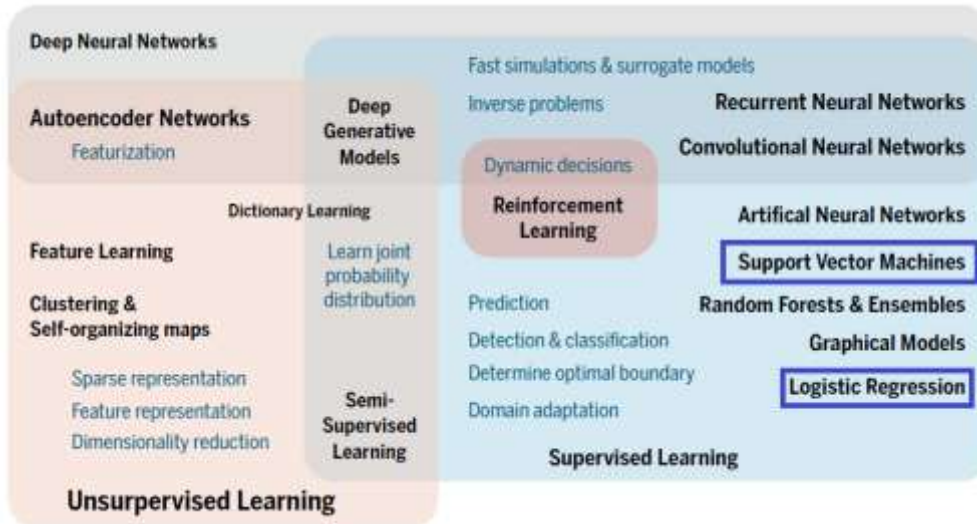 Deep Neural Networks
Fast simulations & surrogate models
Autoencoder Networks
Featurization
Deep
Generative
Models
Inverse problems
Recurrent Neural Networks
Convolutional Neural Networks
Dynamic decisions
Reinforcement
Learning
Dictionary Learning
Artifical Neural Networks
Feature Learning
Learn joint
probability
distribution
Support Vector Machines
Clustering &
Self-organizing maps
Prediction
Random Forests & Ensembles
Detection & classification
Graphical Models
Sparse representation
Feature representation
Dimensionality reduction
Semi-
Supervised
Learning
Determine optimal boundary
Logistic Regression
Domain adaptation
Supervised Learning
Unsurpervised Learning